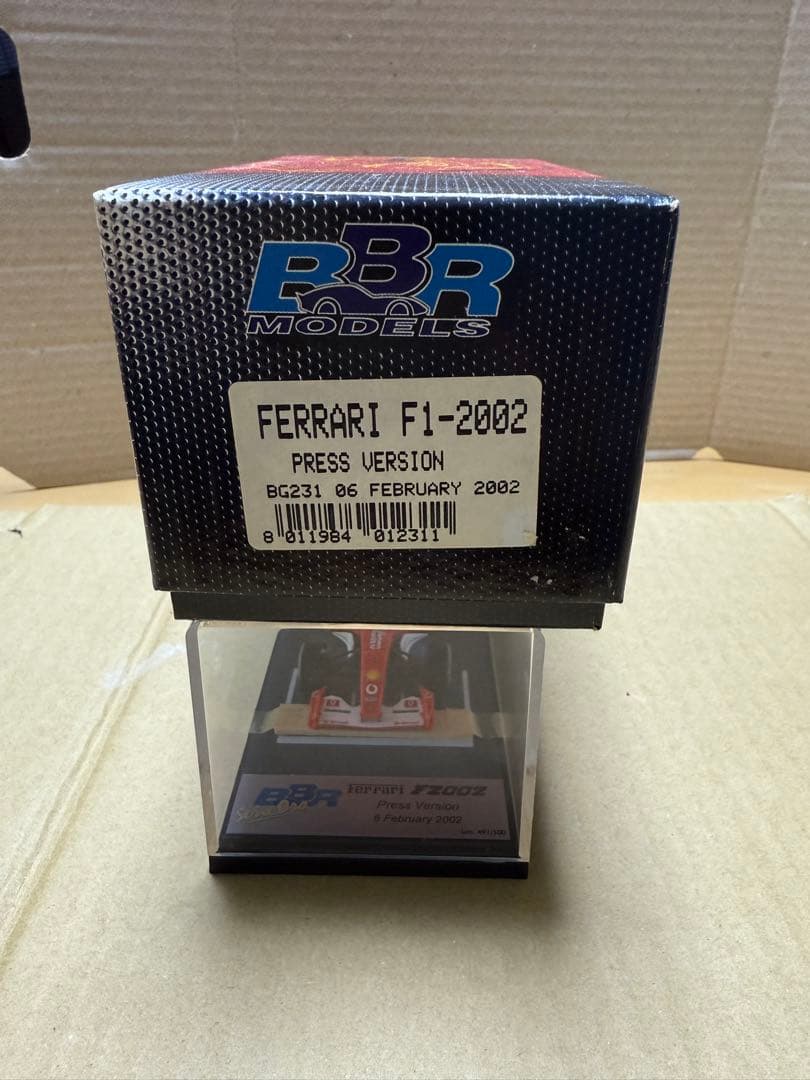 BBR
MODELS
FERRARI F1-2002
PRESS VERSION
BG231 06 FEBRUARY 2002
8 011984 012311
BBR Ferrari F2002
Press Version
6 February 2002